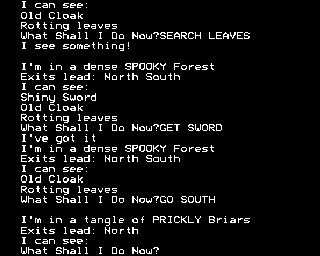 I can see:
Old Cloak
Rotting leaves
What Shall I Do Now?SEARCH LEAVES
I see something!
I'm in a dense SPOOKY Forest
Exits lead: North South
I can see:
Shiny Sword
Old Cloak
Rotting leaves
What Shall I Do Now?GET SWORD
I've got it
I'm in a dense SPOOKY Forest
Exits lead: North South
I can see:
Old Cloak
Rotting leaves
What Shall I Do Now?GO SOUTH
I'm in a tangle of PRICKLY Briars
Exits lead: North
I can see:
What Shall I Do Now?